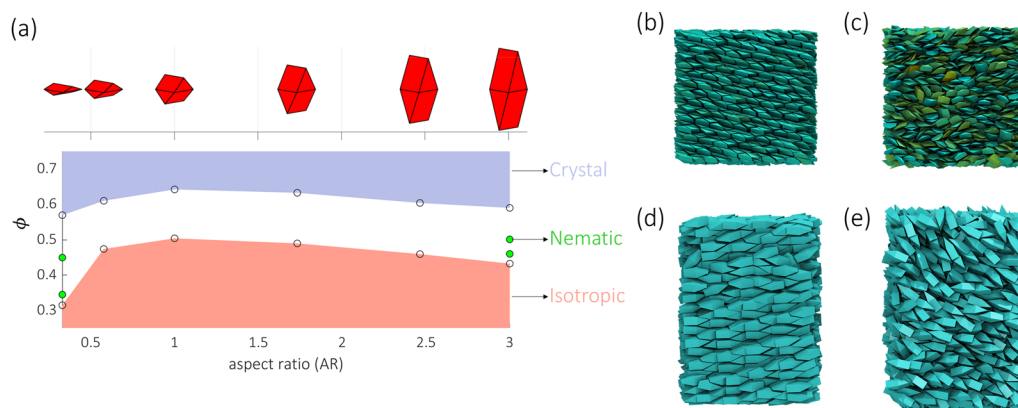 (a)
0.5
1
1.5
2
2.5
3
aspect ratio (AR)
0.3
0.4
0.5
0.6
0.7
ϕ
Crystal
Nematic
Isotropic
(b)
(c)
(d)
(e)